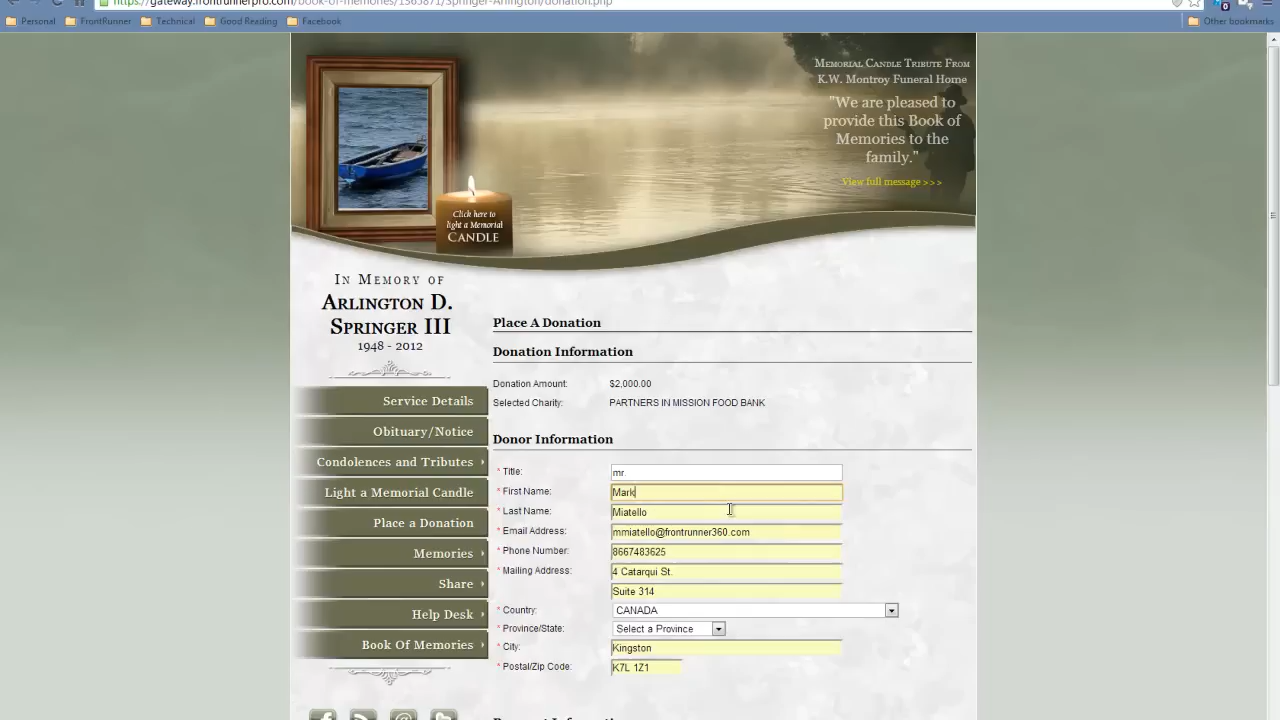 https://gateway.frontrunnerpro.com/book-of-memories/1365871/Springer-Arlington/donation.php
Personal FrontRunner Technical Good Reading Facebook Other bookmarks
Memorial Candle Tribute From
K.W. Montroy Funeral Home
"We are pleased to
provide this Book of
Memories to the
family."
View full message >>>
Click here to
light a Memorial
CANDLE
In Memory of
Arlington D.
Springer III
1948 - 2012
Service Details
Obituary/Notice
Condolences and Tributes
Light a Memorial Candle
Place a Donation
Memories
Share
Help Desk
Book Of Memories
Place A Donation
Donation Information
Donation Amount: $2,000.00
Selected Charity: PARTNERS IN MISSION FOOD BANK
Donor Information
* Title: mr.
* First Name: Mark
* Last Name: Miatello
* Email Address: mmiatello@frontrunner360.com
* Phone Number: 8667483625
* Mailing Address: 4 Catarqui St.
Suite 314
* Country: CANADA
* Province/State: Select a Province
* City: Kingston
* Postal/Zip Code: K7L 1Z1